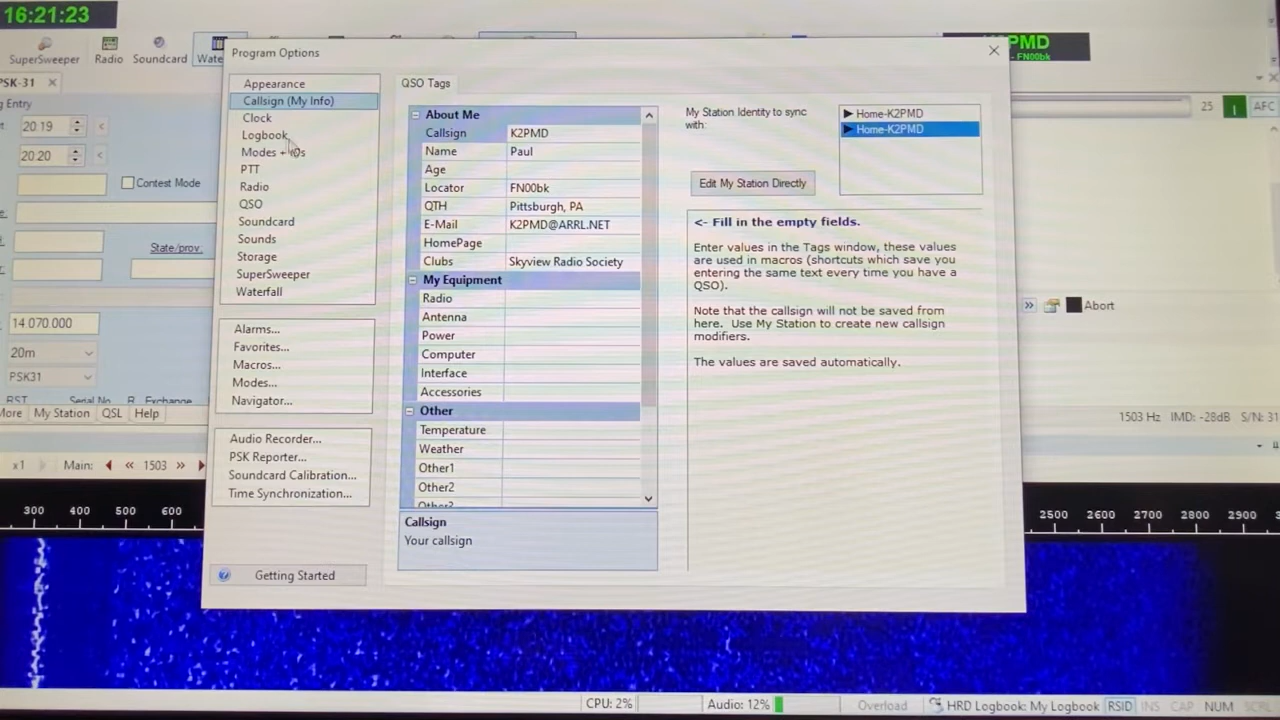 16:21:23
SuperSweeper
Radio
Soundcard
PMD
- FN00bk
PSK-31
20:19
20:20
Contest Mode
State/prov.
14.070.000
20m
PSK31
RST
Serial No.
R. Exchange
My Station
QSL
Help
x1
Main:
1503
25
AFC
Abort
1503 Hz IMD: -28dB S/N: 31
Program Options
Appearance
Callsign (My Info)
Clock
Logbook
PTT
Radio
QSO
Soundcard
Sounds
Storage
SuperSweeper
Waterfall
Alarms...
Favorites...
Macros...
Modes...
Navigator...
Audio Recorder...
PSK Reporter...
Soundcard Calibration...
Time Synchronization...
Getting Started
QSO Tags
About Me
Callsign K2PMD
Name Paul
Age
Locator FN00bk
QTH Pittsburgh, PA
E-Mail K2PMD@ARRL.NET
HomePage
Clubs Skyview Radio Society
My Equipment
Radio
Antenna
Power
Computer
Interface
Accessories
Other
Temperature
Weather
Other1
Other2
Callsign
Your callsign
My Station Identity to sync
with:
Home-K2PMD
Home-K2PMD
Edit My Station Directly
<- Fill in the empty fields.
Enter values in the Tags window, these values
are used in macros (shortcuts which save you
entering the same text every time you have a
QSO).
Note that the callsign will not be saved from
here. Use My Station to create new callsign
modifiers.
The values are saved automatically.
300 400 500 600
2500 2600 2700 2800 2900
CPU: 2%
Audio: 12%
Overload
HRD Logbook: My Logbook
RSID
INS
CAP
NUM
SCRL